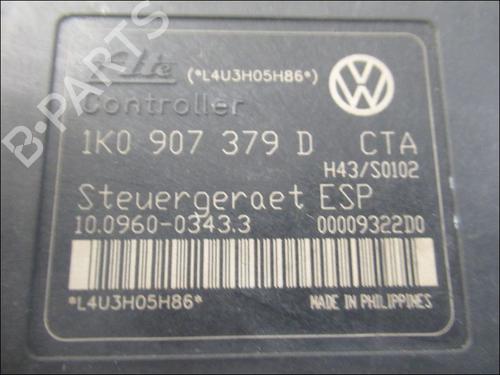 Ate (*L4U3H05H86*)
Controller
1K0 907 379 D CTA
H43/S0102
Steuergeraet ESP
10.0960-0343.3 00009322D0
*L4U3H05H86* MADE IN PHILIPPINES
B-PARTS